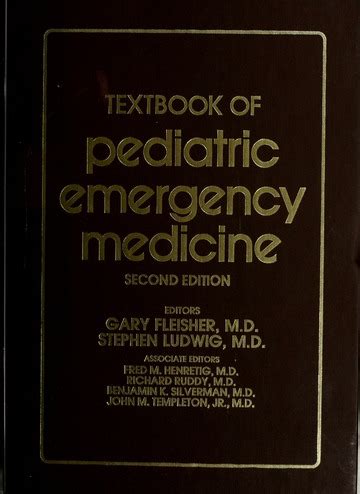 TEXTBOOK OF
pediatric
emergency
medicine
SECOND EDITION
EDITORS
GARY FLEISHER, M.D.
STEPHEN LUDWIG, M.D.
ASSOCIATE EDITORS
FRED M. HENRETIG, M.D.
RICHARD RUDDY, M.D.
BENJAMIN K. SILVERMAN, M.D.
JOHN M. TEMPLETON, JR., M.D.